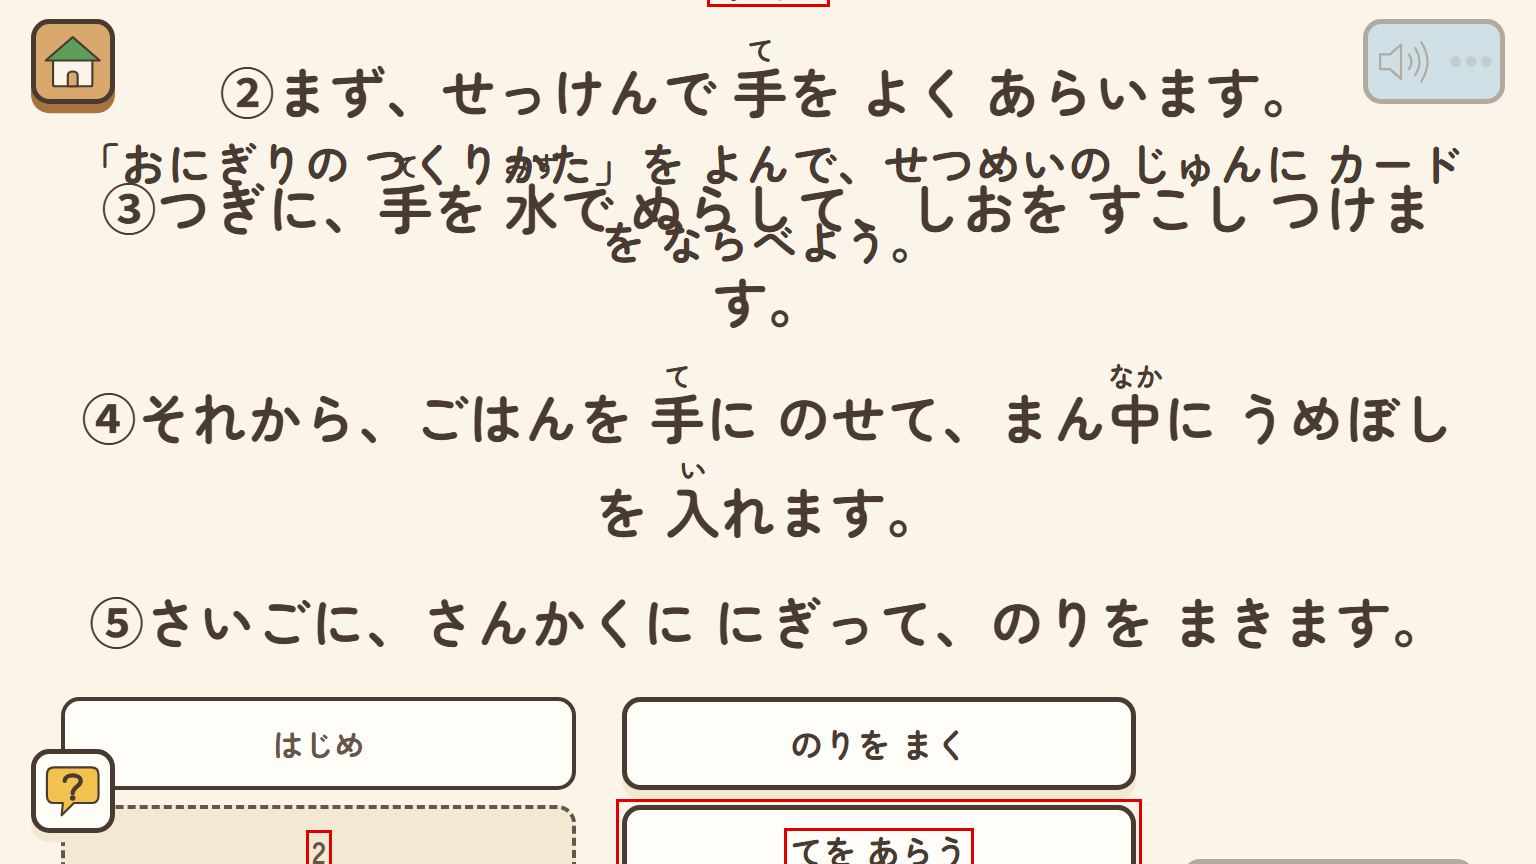 ②まず、せっけんで 手を よく あらいます。
て
「おにぎりの つくりかた」を よんで、せつめいの じゅんに カード
を ならべよう。
③つぎに、手を 水で ぬらして、しおを すこし つけま
す。
て
④それから、ごはんを 手に のせて、まん中に うめぼし
て なか
を 入れます。
い
⑤さいごに、さんかくに にぎって、のりを まきます。
はじめ
のりを まく
2
てを あらう
?